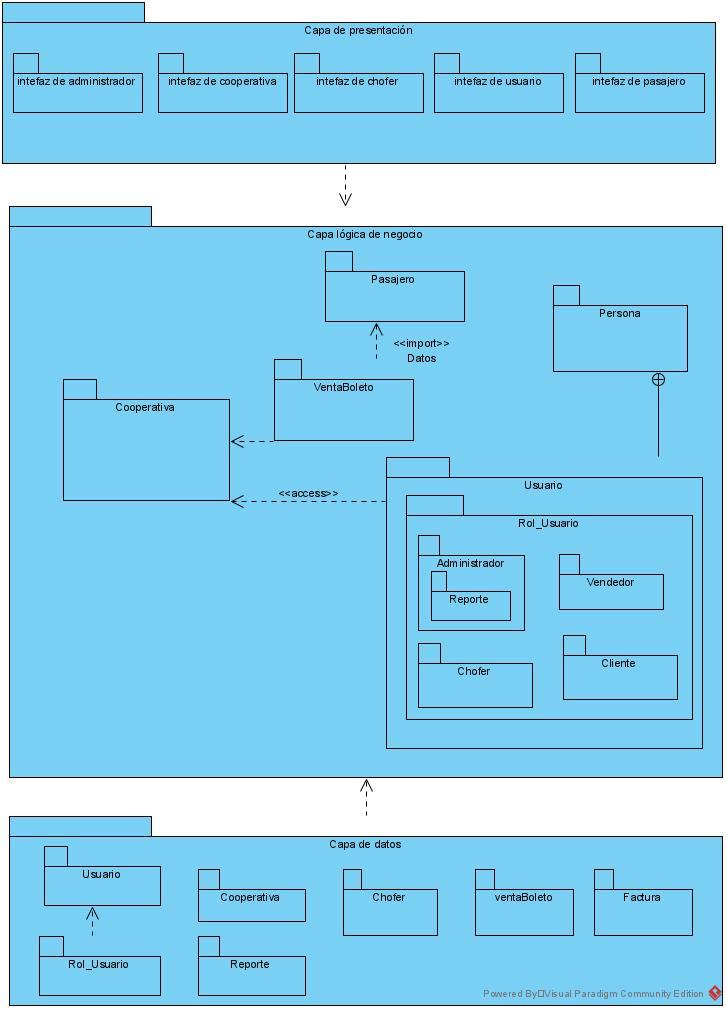 Capa de presentación
intefaz de administrador
intefaz de cooperativa
intefaz de chofer
intefaz de usuario
intefaz de pasajero
Capa lógica de negocio
Pasajero
Persona
<<import>>
Datos
VentaBoleto
Cooperativa
<<access>>
Usuario
Rol_Usuario
Administrador
Reporte
Vendedor
Chofer
Cliente
Capa de datos
Usuario
Cooperativa
Chofer
ventaBoleto
Factura
Rol_Usuario
Reporte
Powered By Visual Paradigm Community Edition